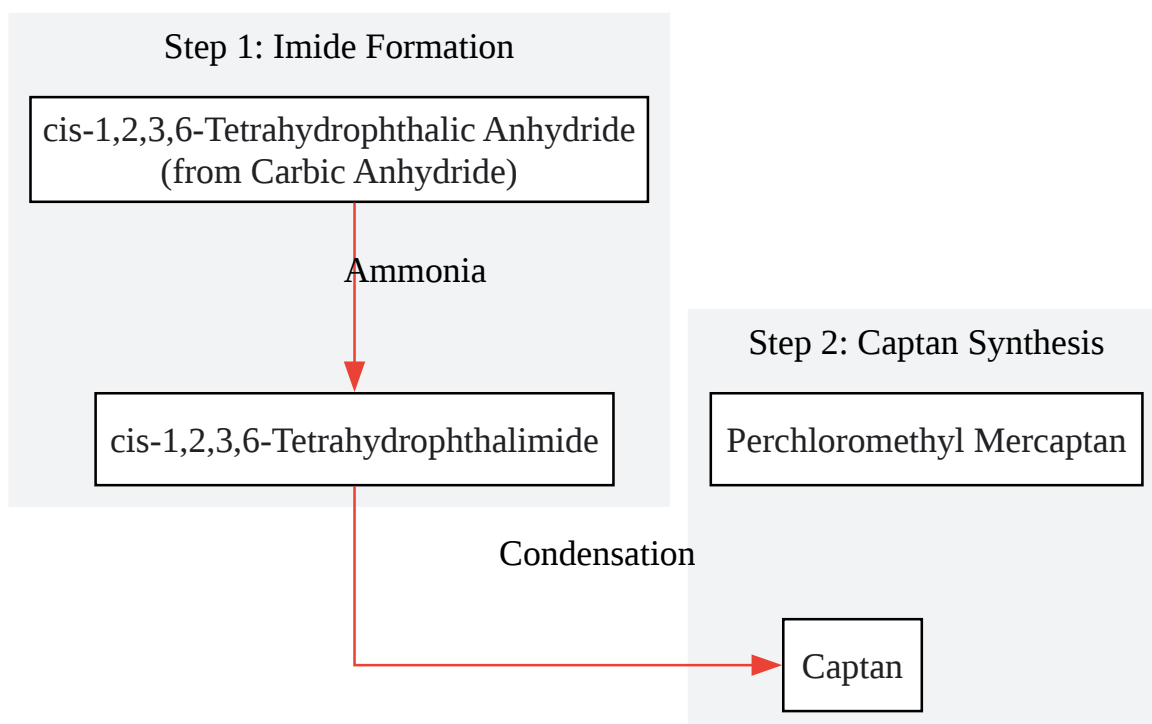 Step 1: Imide Formation
cis-1,2,3,6-Tetrahydrophthalic Anhydride
(from Carbic Anhydride)
Ammonia
cis-1,2,3,6-Tetrahydrophthalimide
Step 2: Captan Synthesis
Perchloromethyl Mercaptan
Condensation
Captan